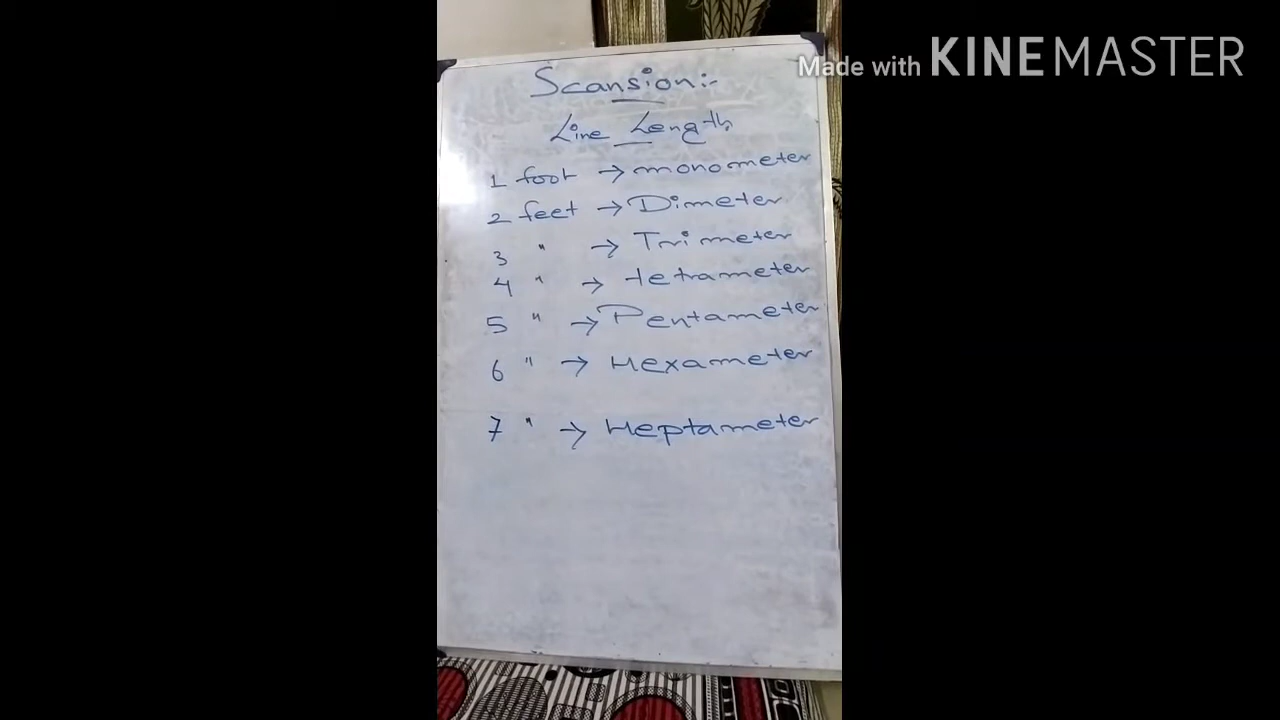 Made with KINEMASTER
Scansion:-
Line Length
1 foot → monometer
2 feet → Dimeter
3 " → Trimeter
4 " → tetrameter
5 " → Pentameter
6 " → Hexameter
7 " → Heptameter